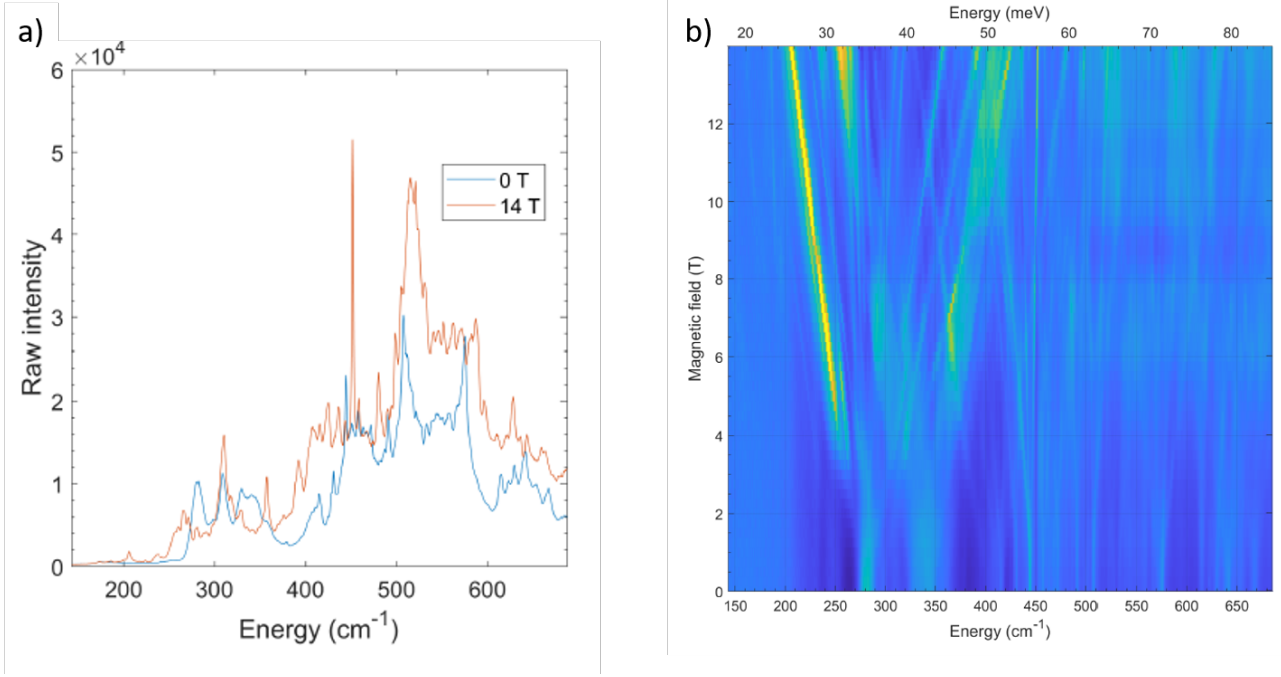 a)
×10⁴
6
5
4
3
2
1
0
Raw intensity
0 T
14 T
200 300 400 500 600
Energy (cm⁻¹)
b)
Energy (meV)
20 30 40 50 60 70 80
12
10
8
6
4
2
0
Magnetic field (T)
150 200 250 300 350 400 450 500 550 600 650
Energy (cm⁻¹)